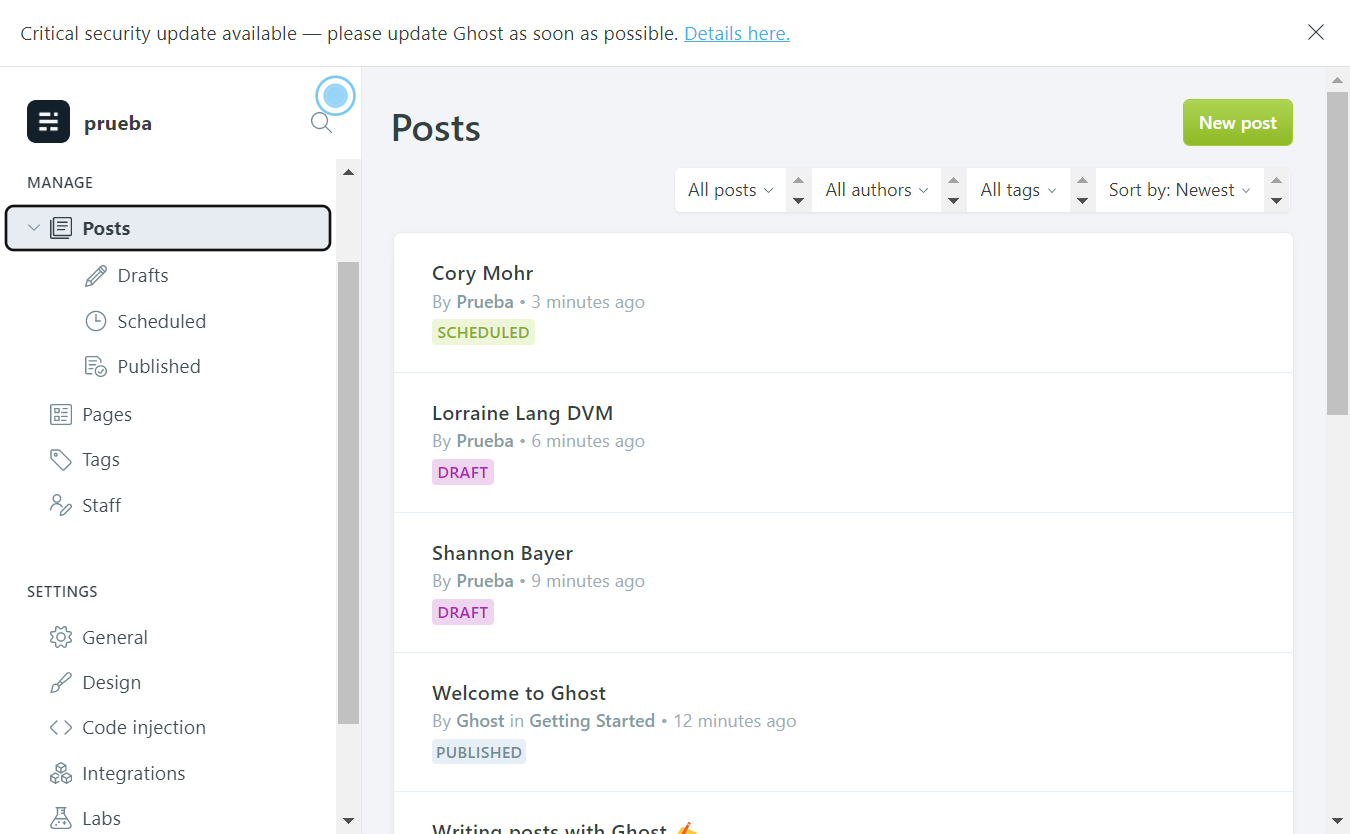 Critical security update available — please update Ghost as soon as possible. Details here.
prueba
MANAGE
Posts
Drafts
Scheduled
Published
Pages
Tags
Staff
SETTINGS
General
Design
Code injection
Integrations
Labs
Posts
New post
All posts
All authors
All tags
Sort by: Newest
Cory Mohr
By Prueba • 3 minutes ago
SCHEDULED
Lorraine Lang DVM
By Prueba • 6 minutes ago
DRAFT
Shannon Bayer
By Prueba • 9 minutes ago
DRAFT
Welcome to Ghost
By Ghost in Getting Started • 12 minutes ago
PUBLISHED
Writing posts with Ghost ✍️